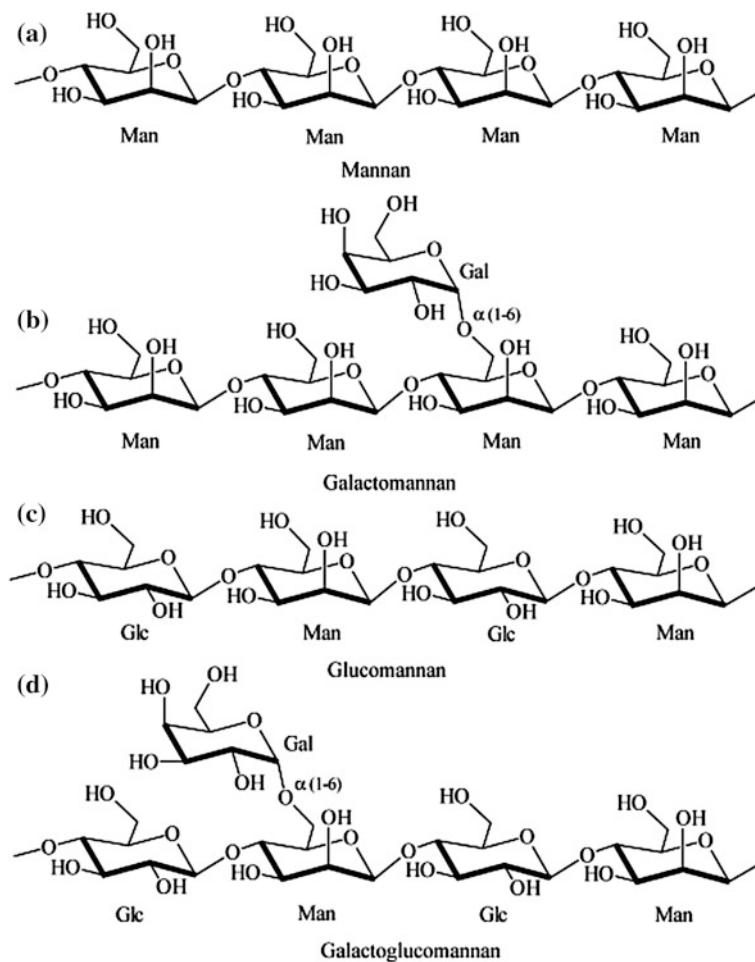 (a)
HO OH HO OH HO OH HO OH
O O O O O O O O
HO HO HO HO
Man Man Man Man
Mannan
HO OH
O
Gal
HO
OH
α (1-6)
(b)
HO OH HO OH O OH HO OH
O O O O O O O O
HO HO HO HO
Man Man Man Man
Galactomannan
(c)
HO HO OH HO HO OH
O O O O O O O O
HO OH HO HO OH HO
Glc Man Glc Man
Glucomannan
(d)
HO OH
O
Gal
HO
OH
α (1-6)
HO O OH HO HO OH
O O O O O O O O
HO OH HO HO OH HO
Glc Man Glc Man
Galactoglucomannan